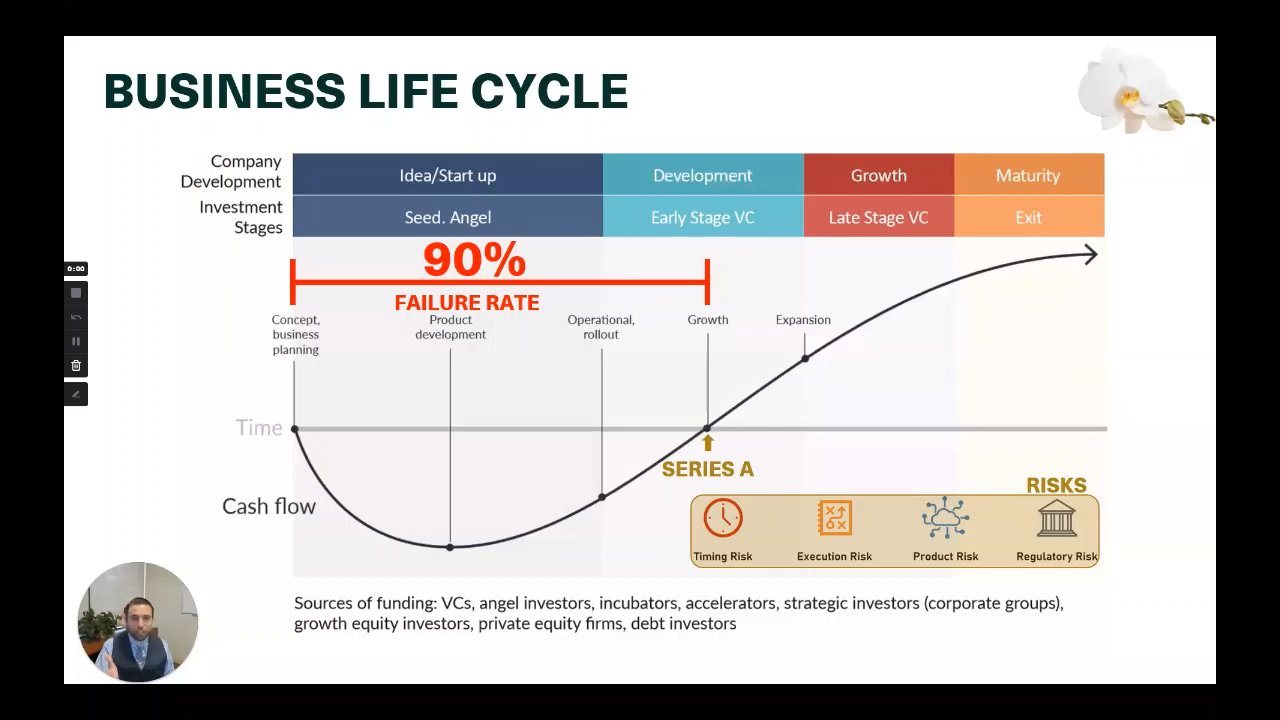 BUSINESS LIFE CYCLE
Company
Development
Idea/Start up
Development
Growth
Maturity
Investment
Stages
Seed. Angel
Early Stage VC
Late Stage VC
Exit
90%
FAILURE RATE
Concept,
business
planning
Product
development
Operational,
rollout
Growth
Expansion
0:00
Time
SERIES A
Cash flow
RISKS
Timing Risk
Execution Risk
Product Risk
Regulatory Risk
Sources of funding: VCs, angel investors, incubators, accelerators, strategic investors (corporate groups),
growth equity investors, private equity firms, debt investors